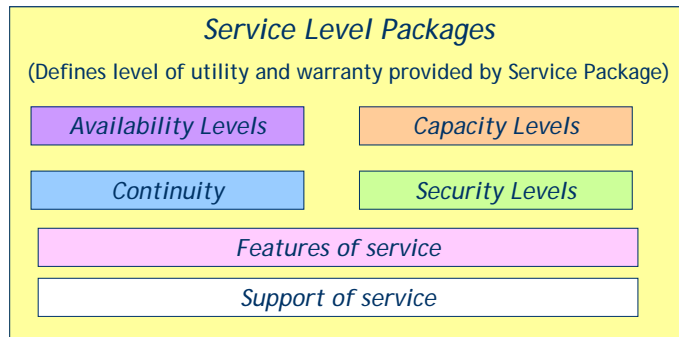 Service Level Packages
(Defines level of utility and warranty provided by Service Package)
Availability Levels
Capacity Levels
Continuity
Security Levels
Features of service
Support of service